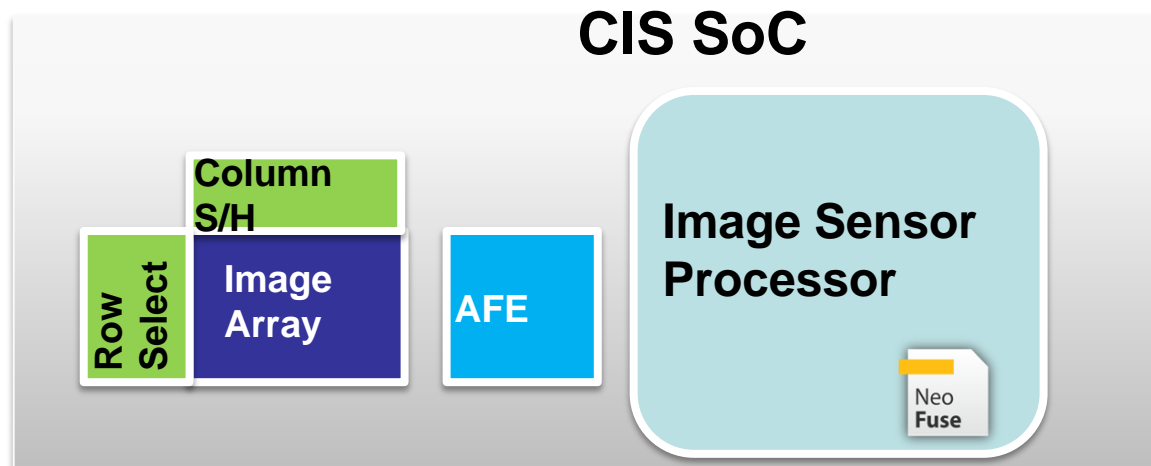 CIS SoC
Column
S/H
Row
Select
Image
Array
AFE
Image Sensor
Processor
Neo
Fuse